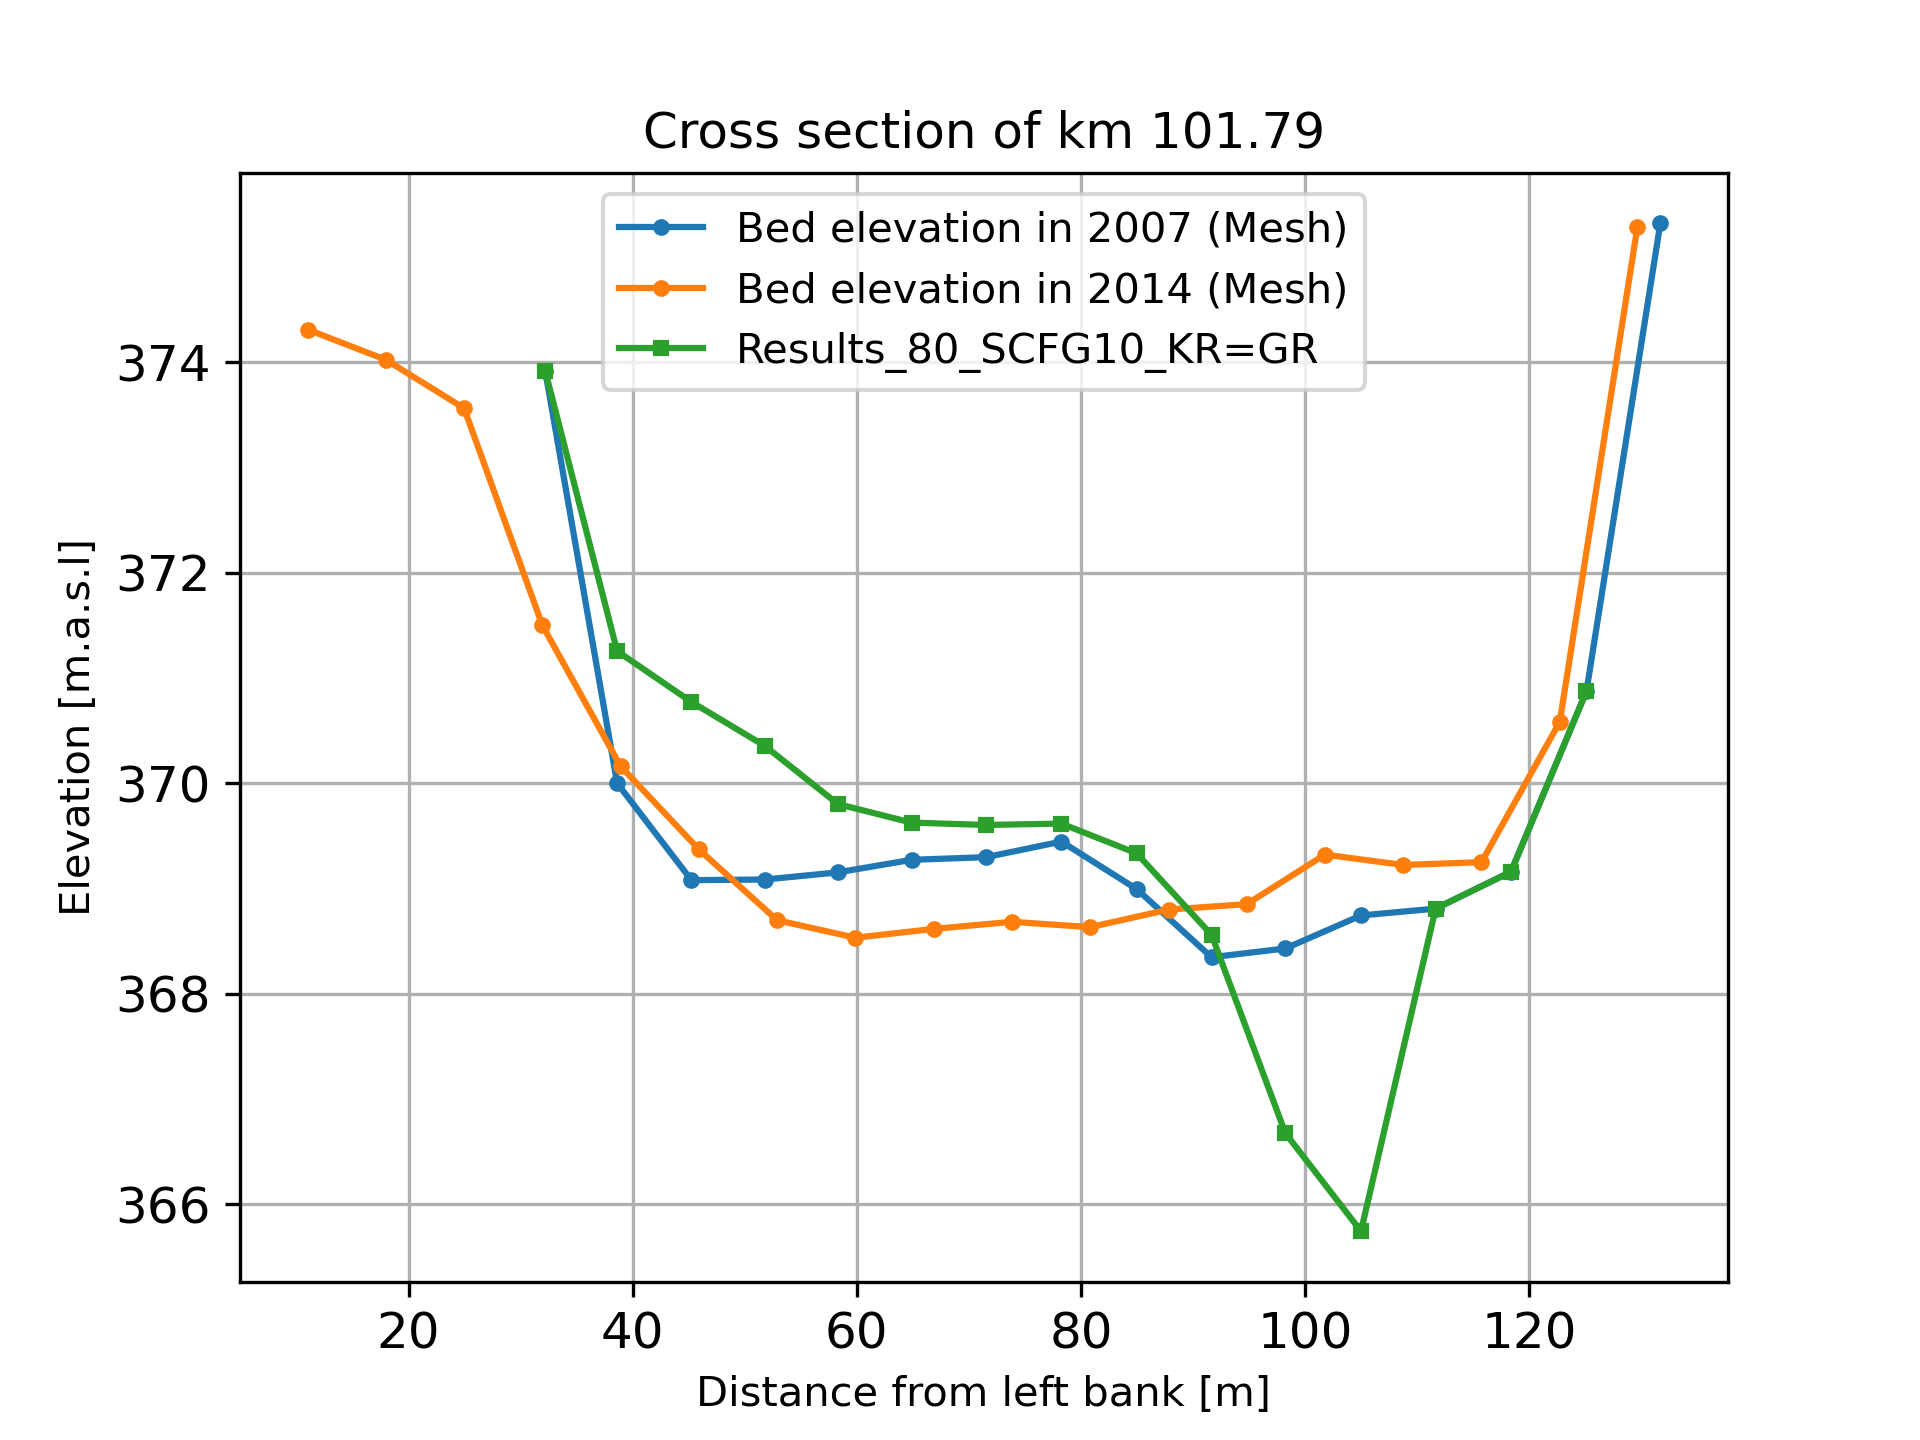 Cross section of km 101.79
Bed elevation in 2007 (Mesh)
Bed elevation in 2014 (Mesh)
Results_80_SCFG10_KR=GR
Elevation [m.a.s.l]
374
372
370
368
366
20 40 60 80 100 120
Distance from left bank [m]